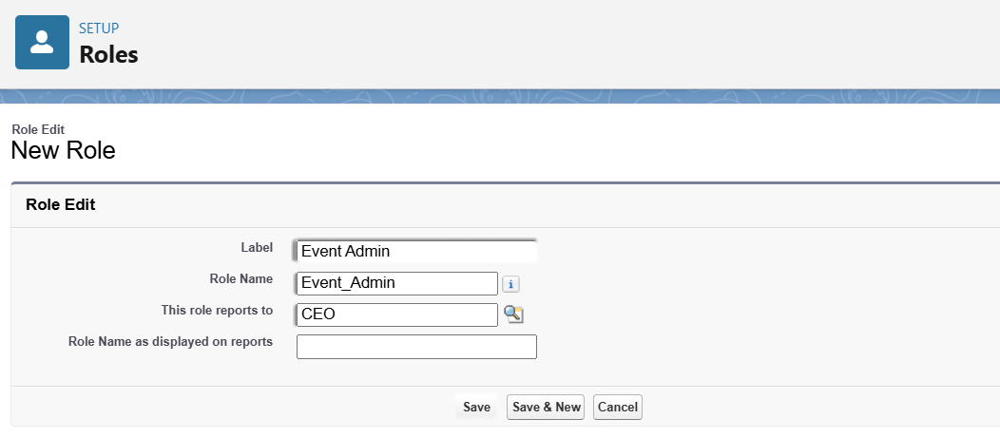 SETUP
Roles
Role Edit
New Role
Role Edit
Label Event Admin
Role Name Event_Admin i
This role reports to CEO
Role Name as displayed on reports
Save Save & New Cancel